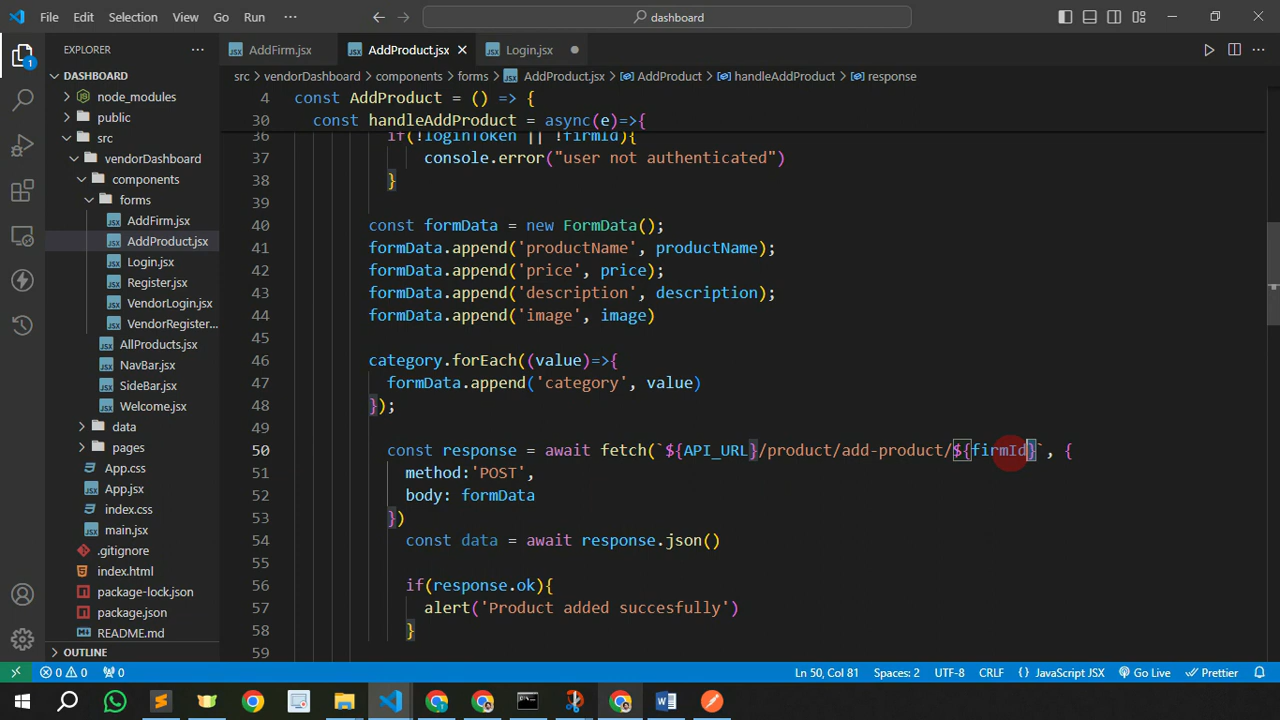 File Edit Selection View Go Run ··· dashboard
EXPLORER ··· AddFirm.jsx AddProduct.jsx Login.jsx
DASHBOARD
node_modules
public
src
vendorDashboard
components
forms
AddFirm.jsx
AddProduct.jsx
Login.jsx
Register.jsx
VendorLogin.jsx
VendorRegister...
AllProducts.jsx
NavBar.jsx
SideBar.jsx
Welcome.jsx
data
pages
App.css
App.jsx
index.css
main.jsx
.gitignore
index.html
package-lock.json
package.json
README.md
OUTLINE
src > vendorDashboard > components > forms > AddProduct.jsx > AddProduct > handleAddProduct > response
4 const AddProduct = () => {
30 const handleAddProduct = async(e)=>{
36 if(!loginToken || !firmId){
37 console.error("user not authenticated")
38 }
39
40 const formData = new FormData();
41 formData.append('productName', productName);
42 formData.append('price', price);
43 formData.append('description', description);
44 formData.append('image', image)
45
46 category.forEach((value)=>{
47 formData.append('category', value)
48 });
49
50 const response = await fetch(`${API_URL}/product/add-product/${firmId}`, {
51 method:'POST',
52 body: formData
53 })
54 const data = await response.json()
55
56 if(response.ok){
57 alert('Product added succesfully')
58 }
59
0 0 0 Ln 50, Col 81 Spaces: 2 UTF-8 CRLF { } JavaScript JSX Go Live Prettier